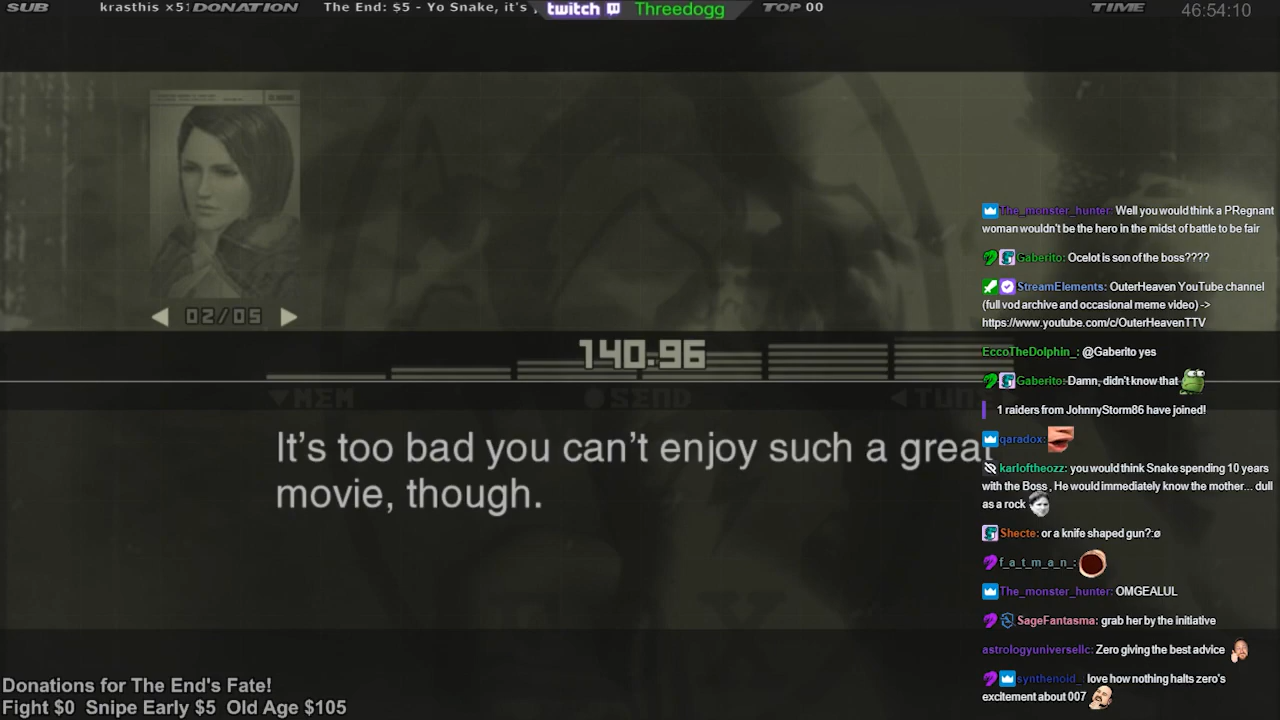 SUB krasthis ×51 DONATION The End: $5 - Yo Snake, it's twitch Threedogg TOP 00 TIME 46:54:10
02/05
140.96
▼MEM ●SEND ◀TUNE
It's too bad you can't enjoy such a great
movie, though.
The_monster_hunter: Well you would think a PRegnant
woman wouldn't be the hero in the midst of battle to be fair
Gaberito: Ocelot is son of the boss????
StreamElements: OuterHeaven YouTube channel
(full vod archive and occasional meme video) ->
https://www.youtube.com/c/OuterHeavenTTV
EccoTheDolphin_: @Gaberito yes
Gaberito: Damn, didn't know that
1 raiders from JohnnyStorm86 have joined!
qaradox:
karloftheozz: you would think Snake spending 10 years
with the Boss , He would immediately know the mother... dull
as a rock
Shecte: or a knife shaped gun?:ø
f_a_t_m_a_n_:
The_monster_hunter: OMGEALUL
SageFantasma: grab her by the initiative
astrologyuniversellc: Zero giving the best advice
synthenoid_: love how nothing halts zero's
excitement about 007
Donations for The End's Fate!
Fight $0 Snipe Early $5 Old Age $105